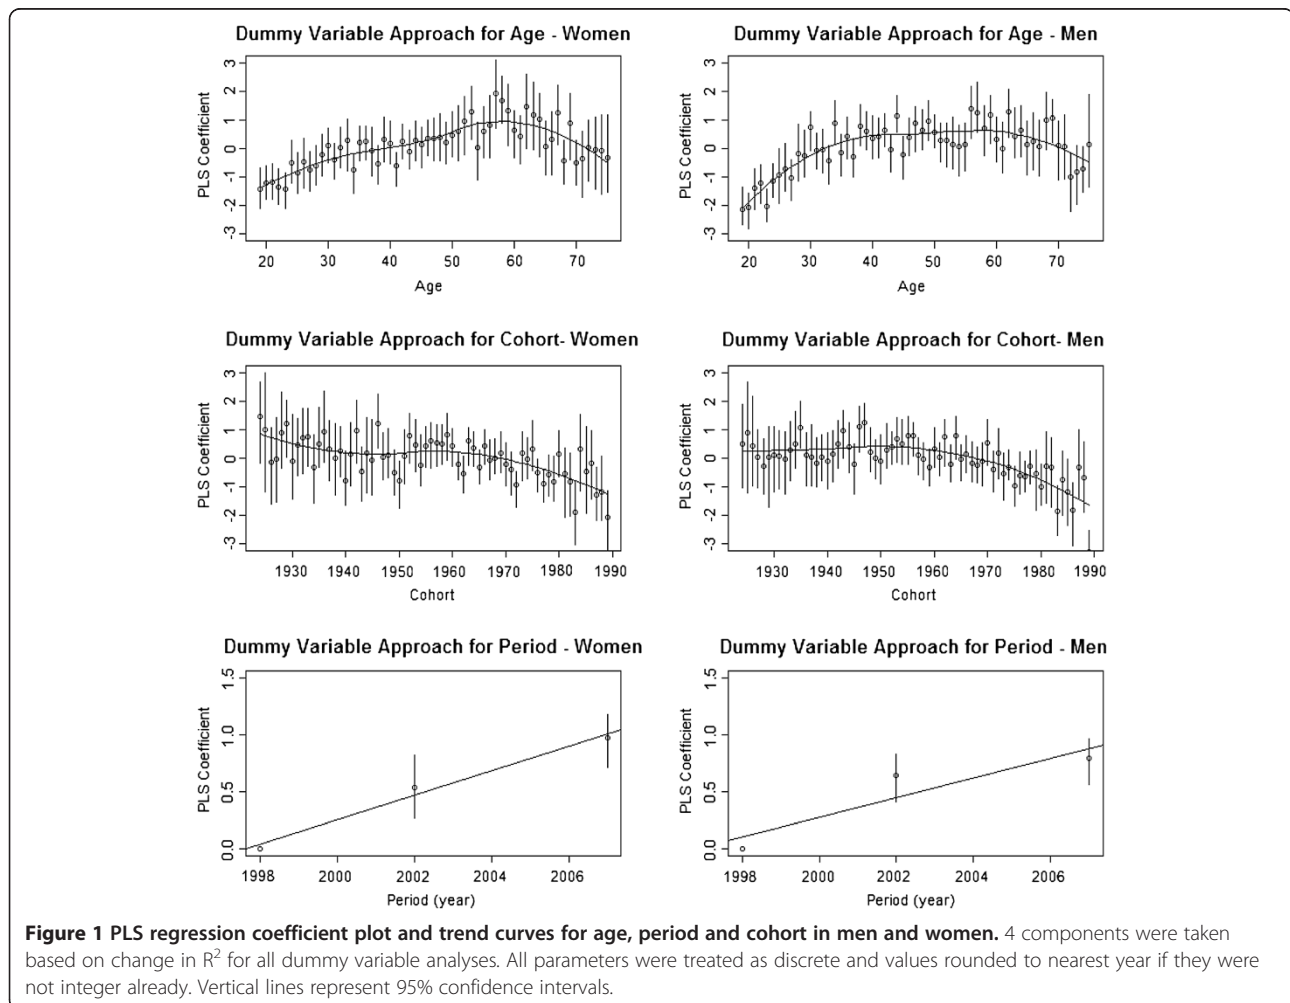 Dummy Variable Approach for Age - Women
PLS Coefficient
3
2
1
0
-1
-2
-3
20 30 40 50 60 70
Age
Dummy Variable Approach for Age - Men
PLS Coefficient
3
2
1
0
-1
-2
-3
20 30 40 50 60 70
Age
Dummy Variable Approach for Cohort- Women
PLS Coefficient
3
2
1
0
-1
-2
-3
1930 1940 1950 1960 1970 1980 1990
Cohort
Dummy Variable Approach for Cohort- Men
PLS Coefficient
3
2
1
0
-1
-2
-3
1930 1940 1950 1960 1970 1980 1990
Cohort
Dummy Variable Approach for Period - Women
PLS Coefficient
1.5
1.0
0.5
0.0
1998 2000 2002 2004 2006
Period (year)
Dummy Variable Approach for Period - Men
PLS Coefficient
1.5
1.0
0.5
0.0
1998 2000 2002 2004 2006
Period (year)
Figure 1 PLS regression coefficient plot and trend curves for age, period and cohort in men and women. 4 components were taken
based on change in R² for all dummy variable analyses. All parameters were treated as discrete and values rounded to nearest year if they were
not integer already. Vertical lines represent 95% confidence intervals.